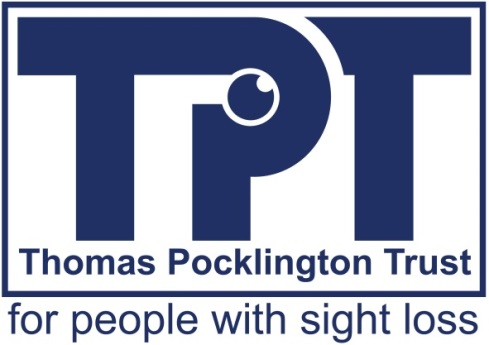 TPT
Thomas Pocklington Trust
for people with sight loss